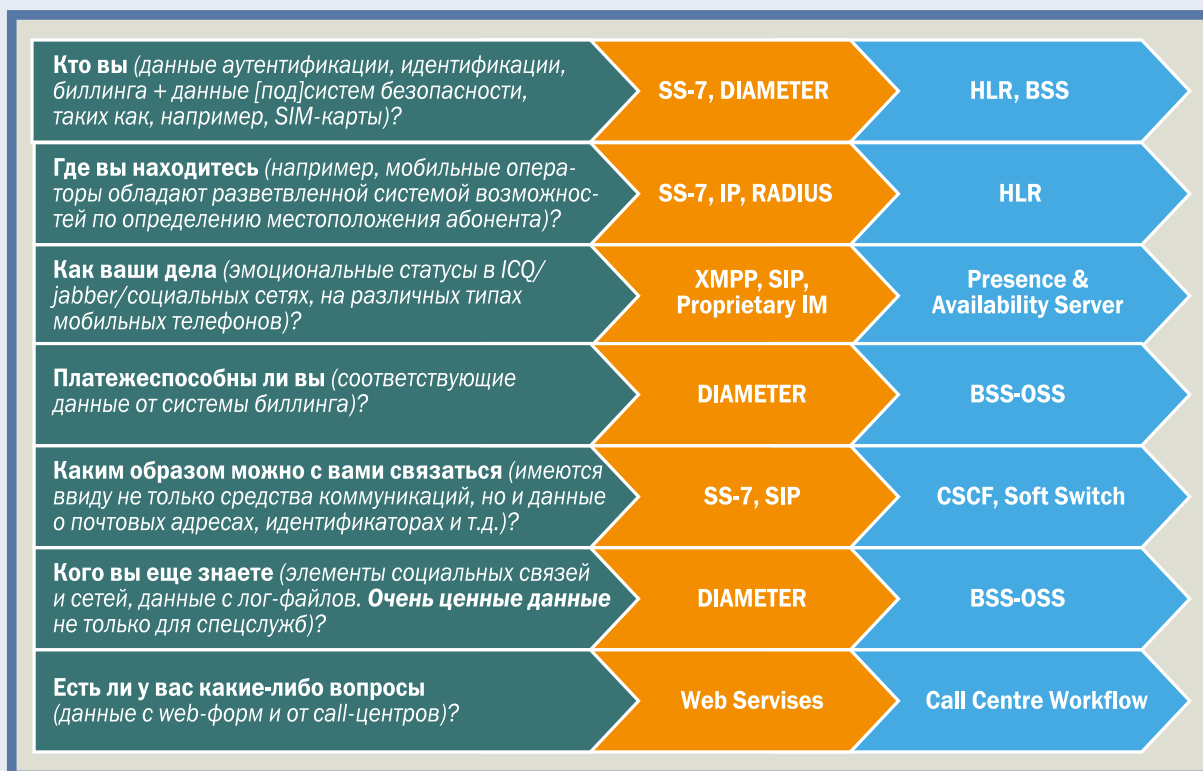 Кто вы (данные аутентификации, идентификации,
биллинга + данные [под]систем безопасности,
таких как, например, SIM-карты)?
SS-7, DIAMETER
HLR, BSS
Где вы находитесь (например, мобильные опера-
торы обладают разветвленной системой возможнос-
тей по определению местоположения абонента)?
SS-7, IP, RADIUS
HLR
Как ваши дела (эмоциональные статусы в ICQ/
jabber/социальных сетях, на различных типах
мобильных телефонов)?
XMPP, SIP,
Proprietary IM
Presence &
Availability Server
Платежеспособны ли вы (соответствующие
данные от системы биллинга)?
DIAMETER
BSS-OSS
Каким образом можно с вами связаться (имеются
ввиду не только средства коммуникаций, но и данные
о почтовых адресах, идентификаторах и т.д.)?
SS-7, SIP
CSCF, Soft Switch
Кого вы еще знаете (элементы социальных связей
и сетей, данные с лог-файлов. Очень ценные данные
не только для спецслужб)?
DIAMETER
BSS-OSS
Есть ли у вас какие-либо вопросы
(данные с web-форм и от call-центров)?
Web Servises
Call Centre Workflow